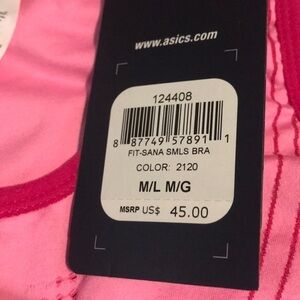 www.asics.com
124408
8 87749 57891 1
FIT-SANA SMLS BRA
COLOR: 2120
M/L M/G
MSRP US$ 45.00